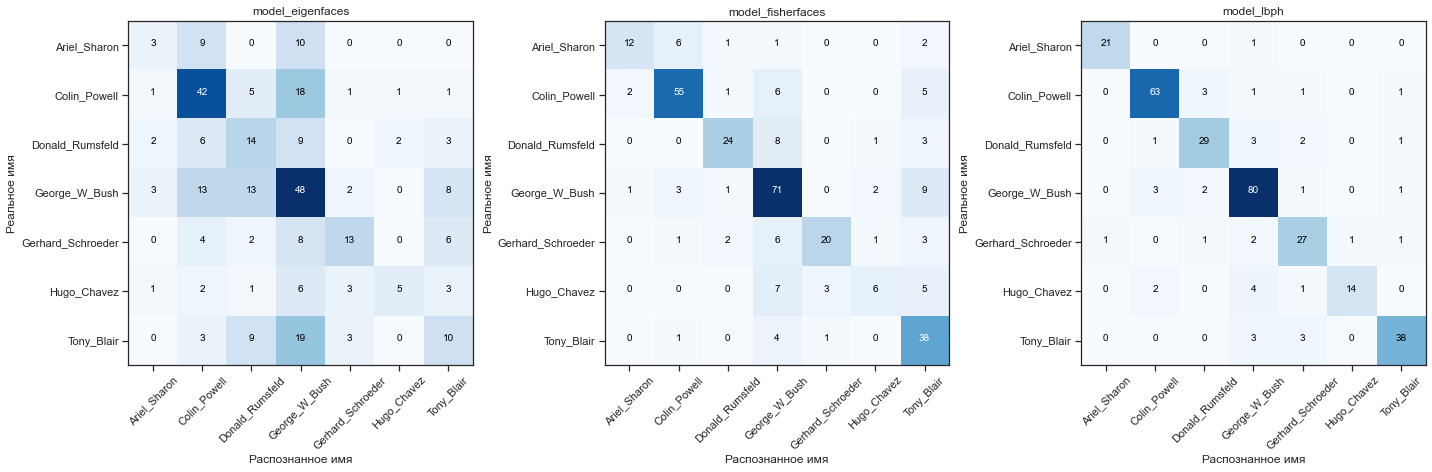 model_eigenfaces
Реальное имя
Ariel_Sharon 3 9 0 10 0 0 0
Colin_Powell 1 42 5 18 1 1 1
Donald_Rumsfeld 2 6 14 9 0 2 3
George_W_Bush 3 13 13 48 2 0 8
Gerhard_Schroeder 0 4 2 8 13 0 6
Hugo_Chavez 1 2 1 6 3 5 3
Tony_Blair 0 3 9 19 3 0 10
Ariel_Sharon Colin_Powell Donald_Rumsfeld George_W_Bush Gerhard_Schroeder Hugo_Chavez Tony_Blair
Распознанное имя
model_fisherfaces
Реальное имя
Ariel_Sharon 12 6 1 1 0 0 2
Colin_Powell 2 55 1 6 0 0 5
Donald_Rumsfeld 0 0 24 8 0 1 3
George_W_Bush 1 3 1 71 0 2 9
Gerhard_Schroeder 0 1 2 6 20 1 3
Hugo_Chavez 0 0 0 7 3 6 5
Tony_Blair 0 1 0 4 1 0 38
Ariel_Sharon Colin_Powell Donald_Rumsfeld George_W_Bush Gerhard_Schroeder Hugo_Chavez Tony_Blair
Распознанное имя
model_lbph
Реальное имя
Ariel_Sharon 21 0 0 1 0 0 0
Colin_Powell 0 63 3 1 1 0 1
Donald_Rumsfeld 0 1 29 3 2 0 1
George_W_Bush 0 3 2 80 1 0 1
Gerhard_Schroeder 1 0 1 2 27 1 1
Hugo_Chavez 0 2 0 4 1 14 0
Tony_Blair 0 0 0 3 3 0 38
Ariel_Sharon Colin_Powell Donald_Rumsfeld George_W_Bush Gerhard_Schroeder Hugo_Chavez Tony_Blair
Распознанное имя